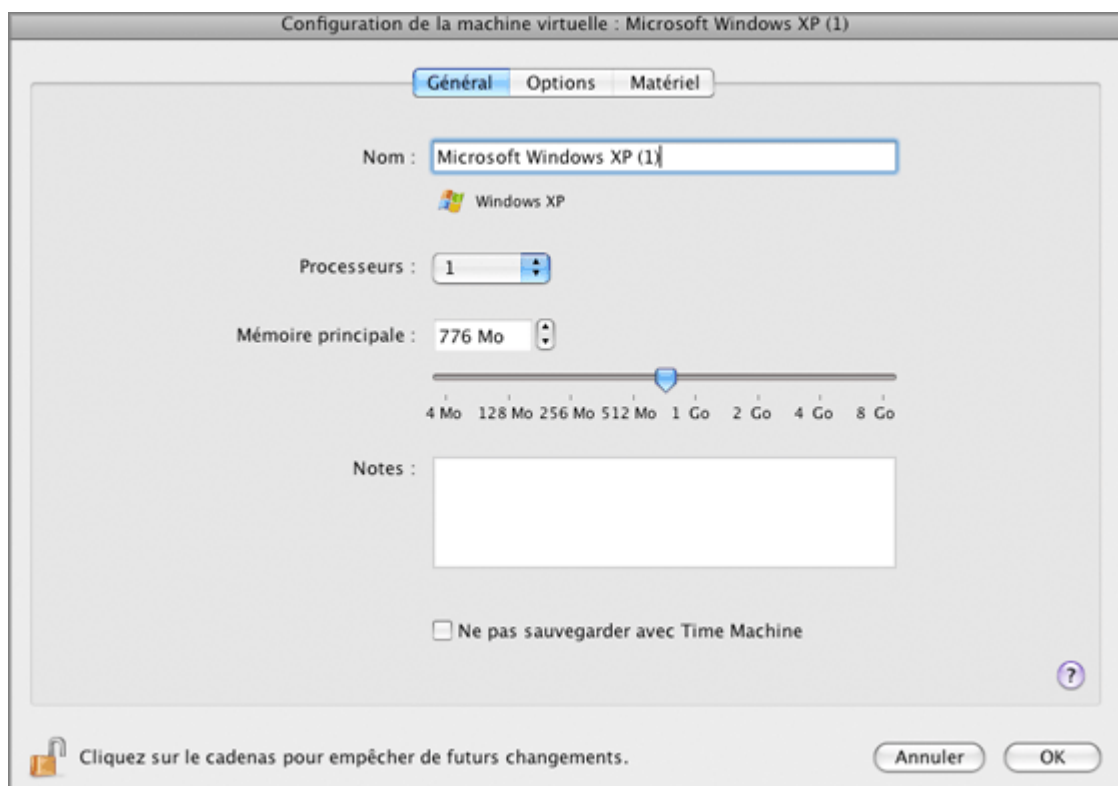 Configuration de la machine virtuelle : Microsoft Windows XP (1)
Général Options Matériel
Nom : Microsoft Windows XP (1)
Windows XP
Processeurs : 1
Mémoire principale : 776 Mo
4 Mo 128 Mo 256 Mo 512 Mo 1 Go 2 Go 4 Go 8 Go
Notes :
Ne pas sauvegarder avec Time Machine
?
Cliquez sur le cadenas pour empêcher de futurs changements. Annuler OK